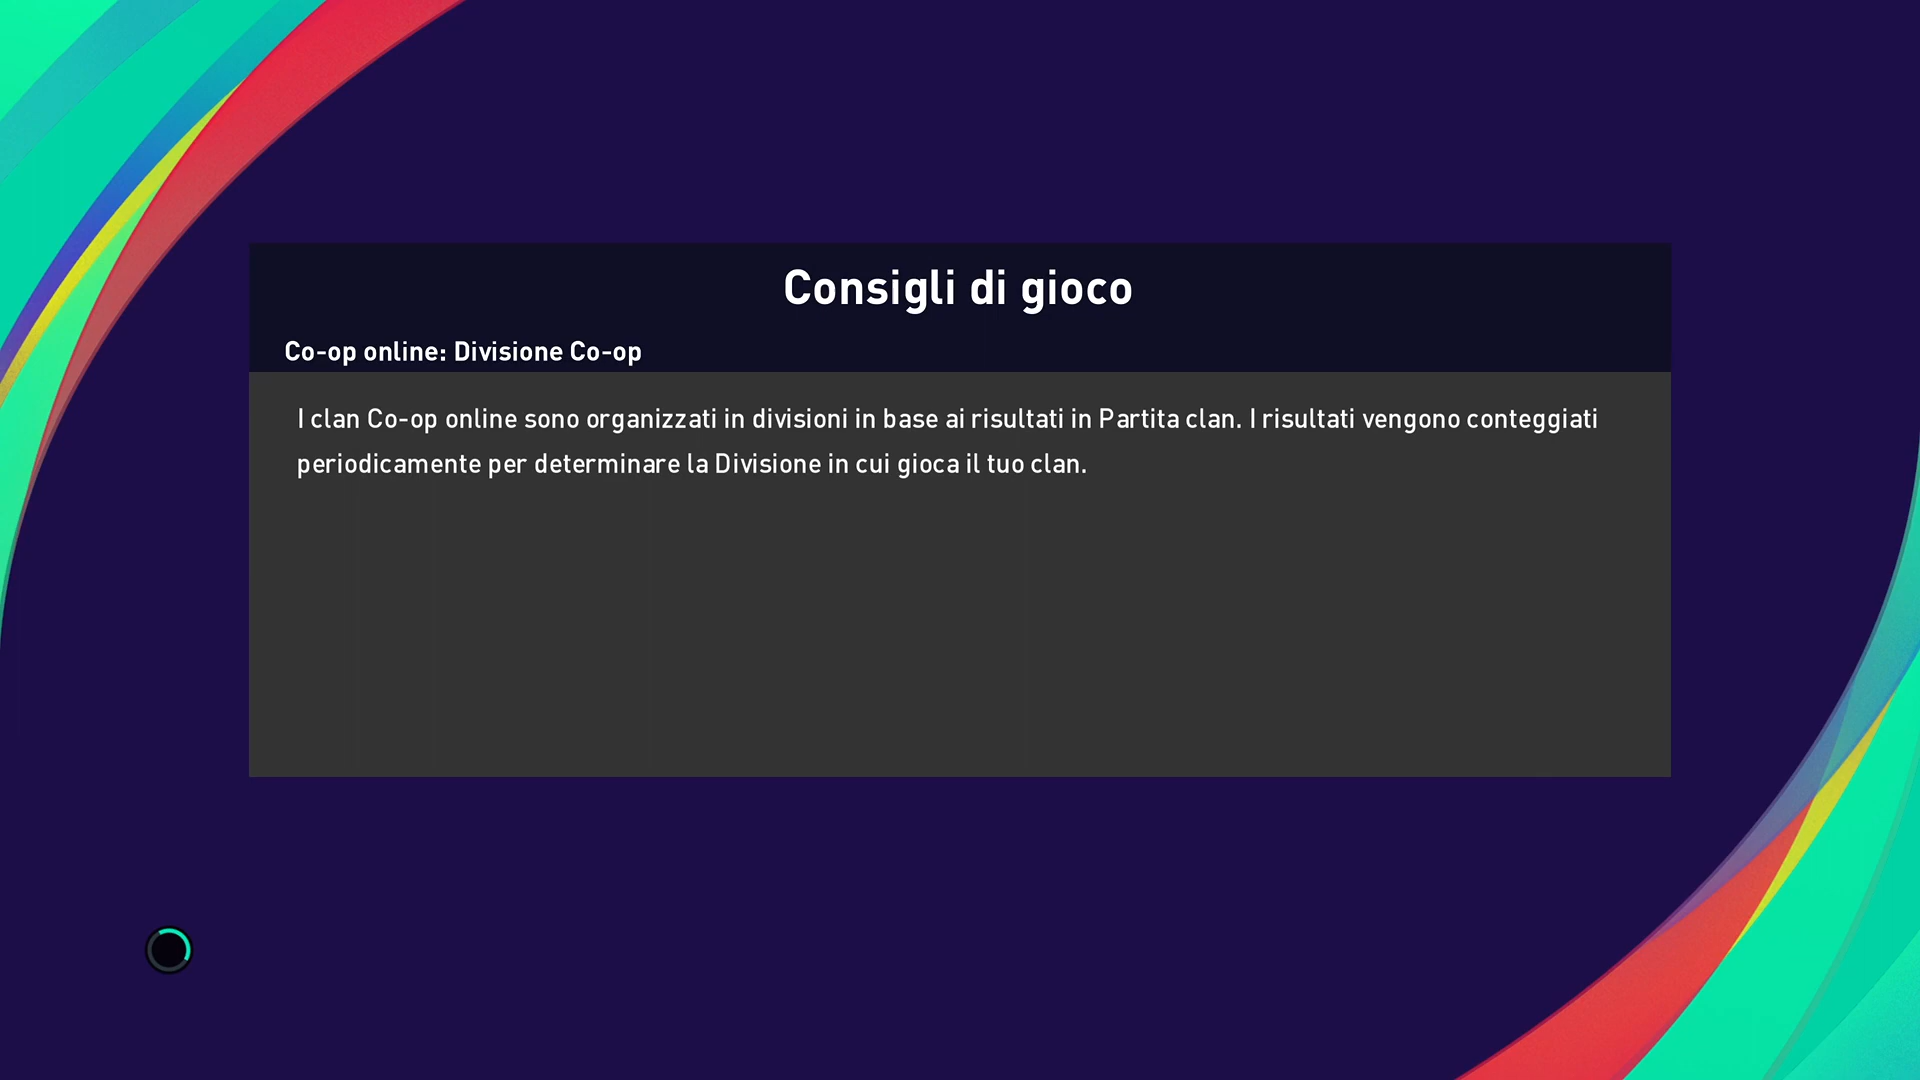 Consigli di gioco
Co-op online: Divisione Co-op
I clan Co-op online sono organizzati in divisioni in base ai risultati in Partita clan. I risultati vengono conteggiati
periodicamente per determinare la Divisione in cui gioca il tuo clan.